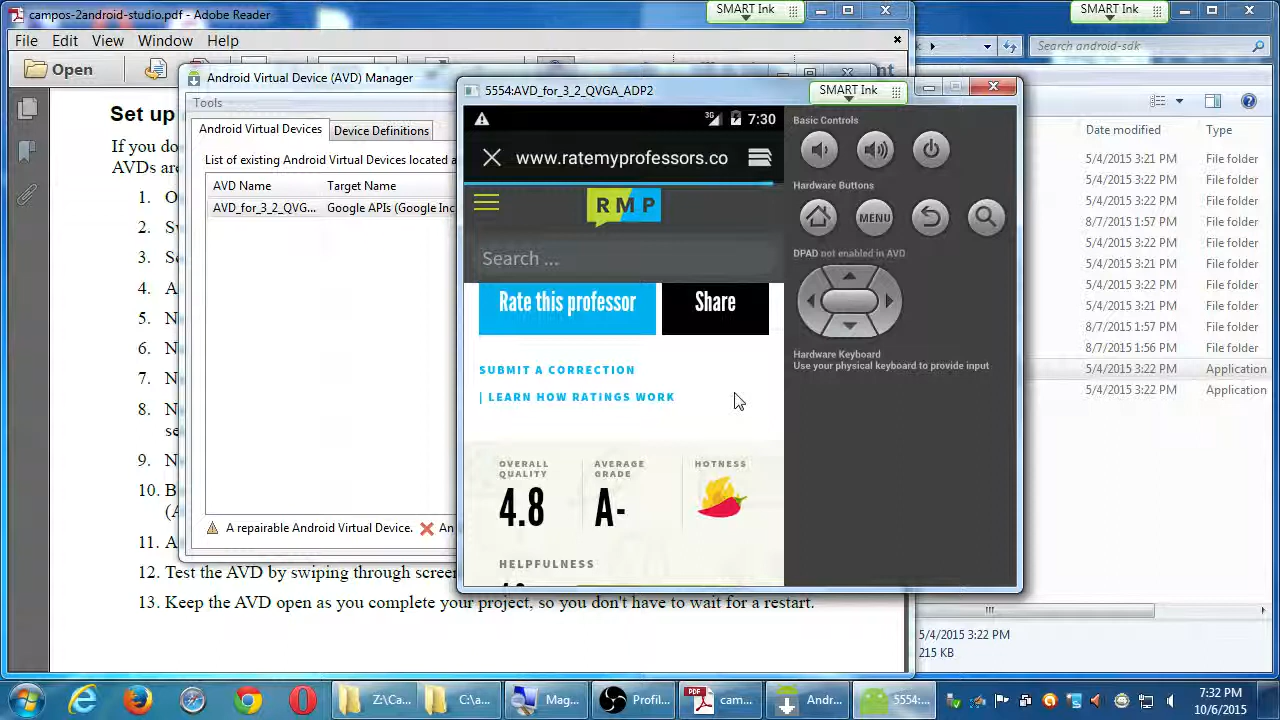 campos-2android-studio.pdf - Adobe Reader
SMART Ink
SMART Ink
File Edit View Window Help
Search android-sdk
Open
Android Virtual Device (AVD) Manager
5554:AVD_for_3_2_QVGA_ADP2
SMART Ink
Tools
Set up
Android Virtual Devices
Device Definitions
If you do
AVDs are
List of existing Android Virtual Devices located a
AVD Name
Target Name
AVD_for_3_2_QVG...
Google APIs (Google Inc
1. O
2. S
3. Se
4. A
5. N
6. N
7. N
8. N
se
9. N
10. B
(A
11. A
A repairable Android Virtual Device.
An
12. Test the AVD by swiping through screen
13. Keep the AVD open as you complete your project, so you don't have to wait for a restart.
3G
7:30
www.ratemyprofessors.co
RMP
Search ...
Rate this professor
Share
SUBMIT A CORRECTION
| LEARN HOW RATINGS WORK
OVERALL QUALITY
AVERAGE GRADE
HOTNESS
4.8
A-
HELPFULNESS
Basic Controls
Hardware Buttons
MENU
DPAD not enabled in AVD
Hardware Keyboard
Use your physical keyboard to provide input
Date modified
Type
5/4/2015 3:21 PM File folder
5/4/2015 3:22 PM File folder
5/4/2015 3:22 PM File folder
8/7/2015 1:57 PM File folder
5/4/2015 3:22 PM File folder
5/4/2015 3:21 PM File folder
5/4/2015 3:22 PM File folder
5/4/2015 3:21 PM File folder
8/7/2015 1:57 PM File folder
8/7/2015 1:56 PM File folder
5/4/2015 3:22 PM Application
5/4/2015 3:22 PM Application
5/4/2015 3:22 PM
215 KB
Z:\Ca...
C:\a...
Mag...
Profil...
PDF
cam...
Andr...
5554:...
7:32 PM
10/6/2015